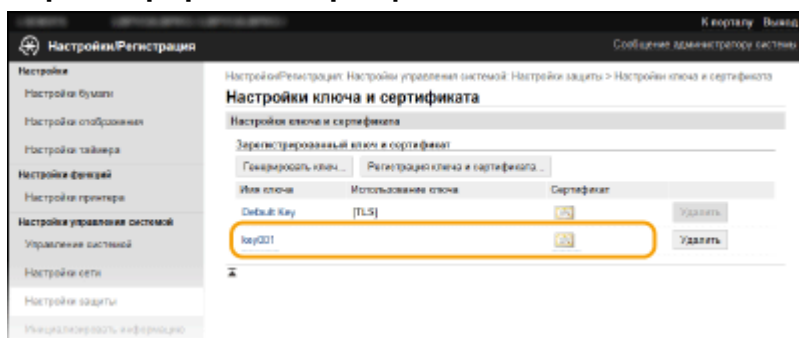 К порталу Выход
Настройки/Регистрация
Сообщение администратору системы
Настройки
Настройки бумаги
Настройки отображения
Настройки таймера
Настройки функций
Настройки принтера
Настройки управления системой
Управление системой
Настройки сети
Настройки защиты
Инициализировать информацию
Настройки/Регистрация: Настройки управления системой: Настройки защиты > Настройки ключа и сертификата
Настройки ключа и сертификата
Настройки ключа и сертификата
Зарегистрированный ключ и сертификат
Генерировать ключ... Регистрация ключа и сертификата...
Имя ключа Использование ключа Сертификат
Default Key [TLS] Удалить
key001 Удалить